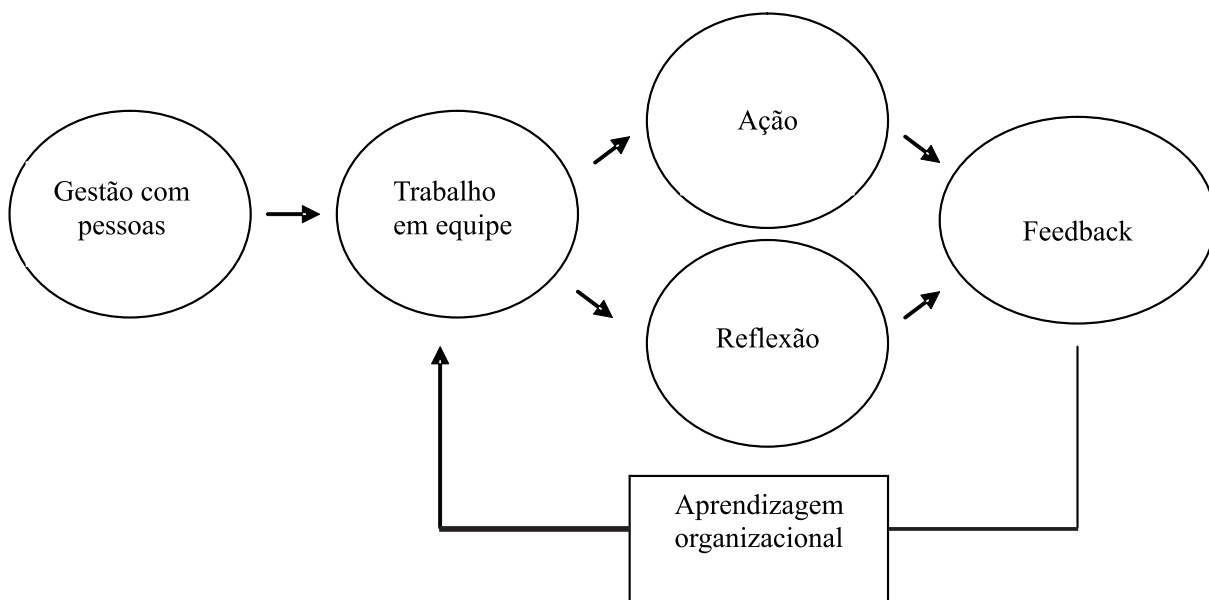 Gestão com
pessoas
Trabalho
em equipe
Ação
Reflexão
Feedback
Aprendizagem
organizacional